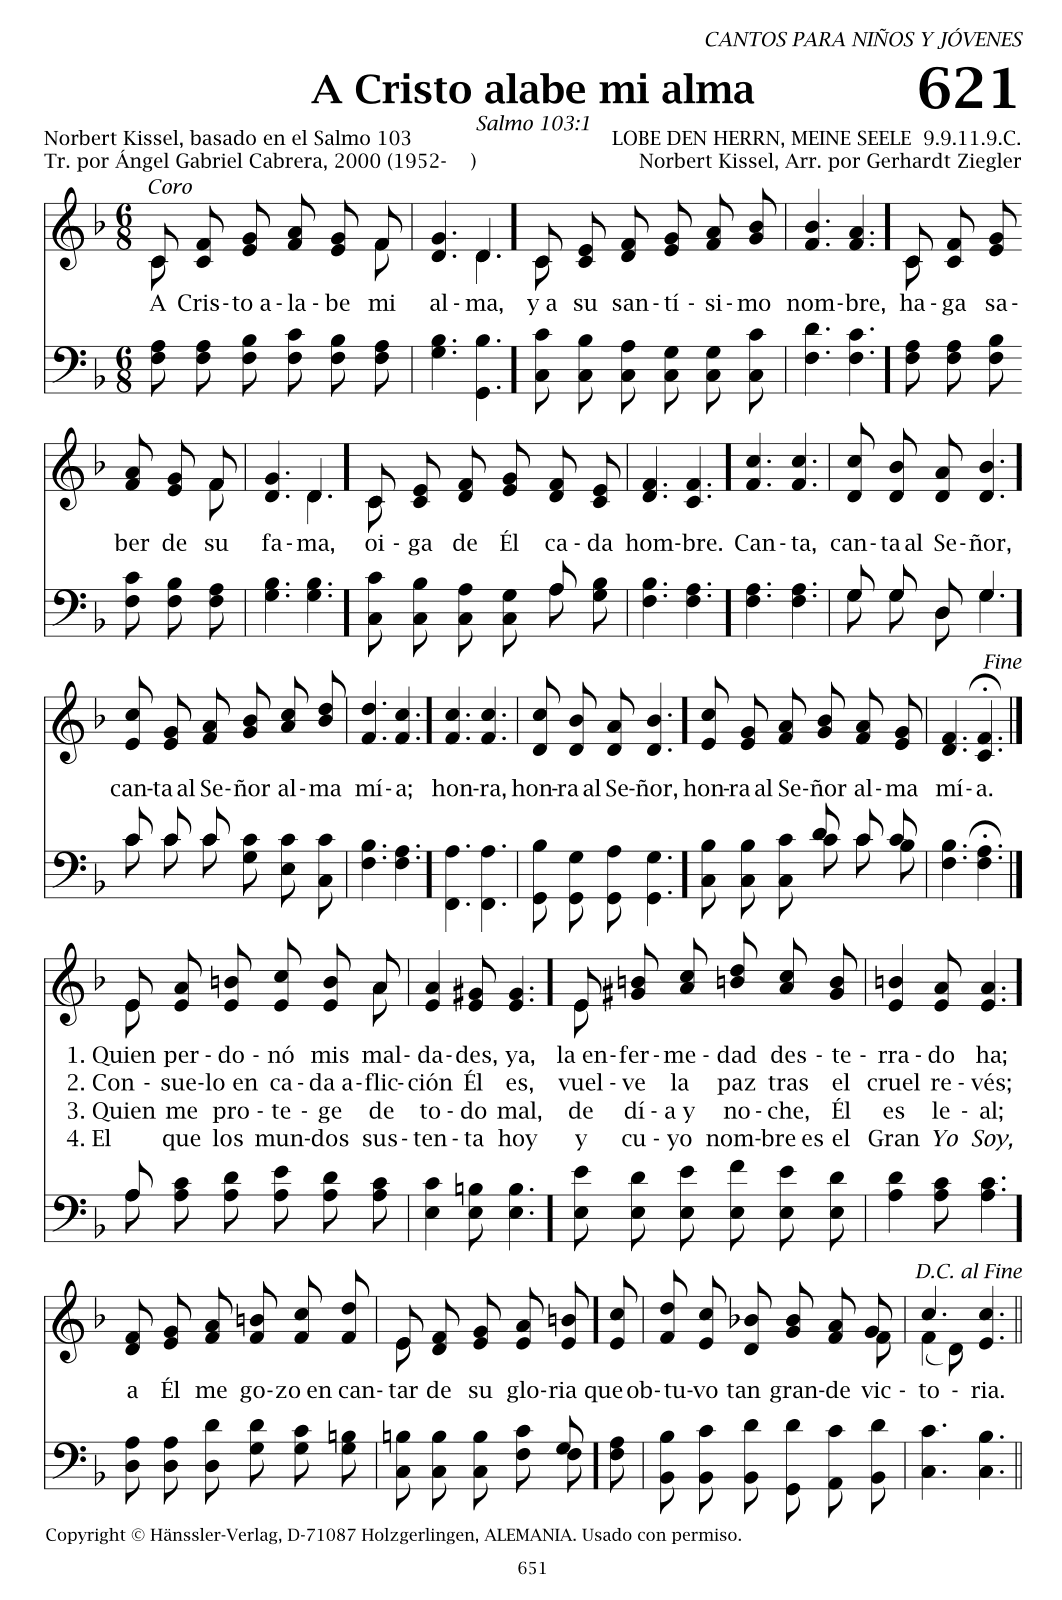 CANTOS PARA NIÑOS Y JÓVENES
A Cristo alabe mi alma 621
Salmo 103:1
Norbert Kissel, basado en el Salmo 103 LOBE DEN HERRN, MEINE SEELE 9.9.11.9.C.
Tr. por Ángel Gabriel Cabrera, 2000 (1952- ) Norbert Kissel, Arr. por Gerhardt Ziegler
Coro
6 8
A Cris-to a-la-be mi al-ma, y a su san-tí-si-mo nom-bre, ha-ga sa-
6 8
ber de su fa-ma, oi-ga de Él ca-da hom-bre. Can-ta, can-ta al Se-ñor,
Fine
can-ta al Se-ñor al-ma mí-a; hon-ra, hon-ra al Se-ñor, hon-ra al Se-ñor al-ma mí-a.
1. Quien per-do-nó mis mal-da-des, ya, la en-fer-me-dad des-te-rra-do ha;
2. Con-sue-lo en ca-da a-flic-ción Él es, vuel-ve la paz tras el cruel re-vés;
3. Quien me pro-te-ge de to-do mal, de dí-a y no-che, Él es le-al;
4. El que los mun-dos sus-ten-ta hoy y cu-yo nom-bre es el Gran Yo Soy,
D.C. al Fine
a Él me go-zo en can-tar de su glo-ria que ob-tu-vo tan gran-de vic-to-ria.
Copyright © Hänssler-Verlag, D-71087 Holzgerlingen, ALEMANIA. Usado con permiso.
651